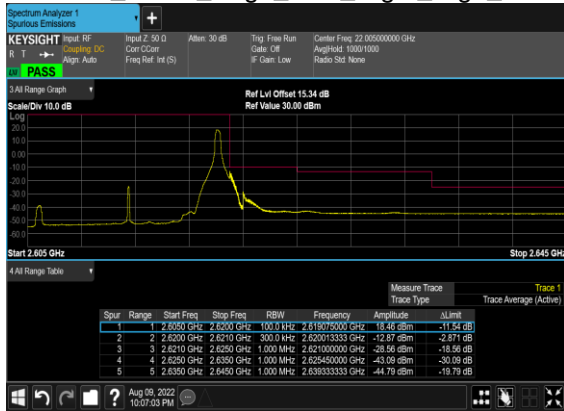 Spectrum Analyzer 1
Spurious Emissions
KEYSIGHT Input: RF Input Z: 50 Ω Atten: 30 dB Trig: Free Run Center Freq: 22.005000000 GHz
R T Coupling: DC Corr CCorr Gate: Off Avg|Hold: 1000/1000
Align: Auto Freq Ref: Int (S) IF Gain: Low Radio Std: None
PASS
3 All Range Graph
Ref Lvl Offset 15.34 dB
Scale/Div 10.0 dB Ref Value 30.00 dBm
Log
20.0
10.0
0.00
-10.0
-20.0
-30.0
-40.0
-50.0
-60.0
Start 2.605 GHz Stop 2.645 GHz
4 All Range Table
Measure Trace Trace 1
Trace Type Trace Average (Active)
Spur Range Start Freq Stop Freq RBW Frequency Amplitude ΔLimit
1 1 2.6050 GHz 2.6200 GHz 100.0 kHz 2.619075000 GHz 18.46 dBm -11.54 dB
2 2 2.6200 GHz 2.6210 GHz 300.0 kHz 2.620013333 GHz -12.87 dBm -2.871 dB
3 3 2.6210 GHz 2.6250 GHz 1.000 MHz 2.621000000 GHz -28.56 dBm -18.56 dB
4 4 2.6250 GHz 2.6350 GHz 1.000 MHz 2.625450000 GHz -43.09 dBm -30.09 dB
5 5 2.6350 GHz 2.6450 GHz 1.000 MHz 2.639333333 GHz -44.79 dBm -19.79 dB
Aug 09, 2022
10:07:03 PM